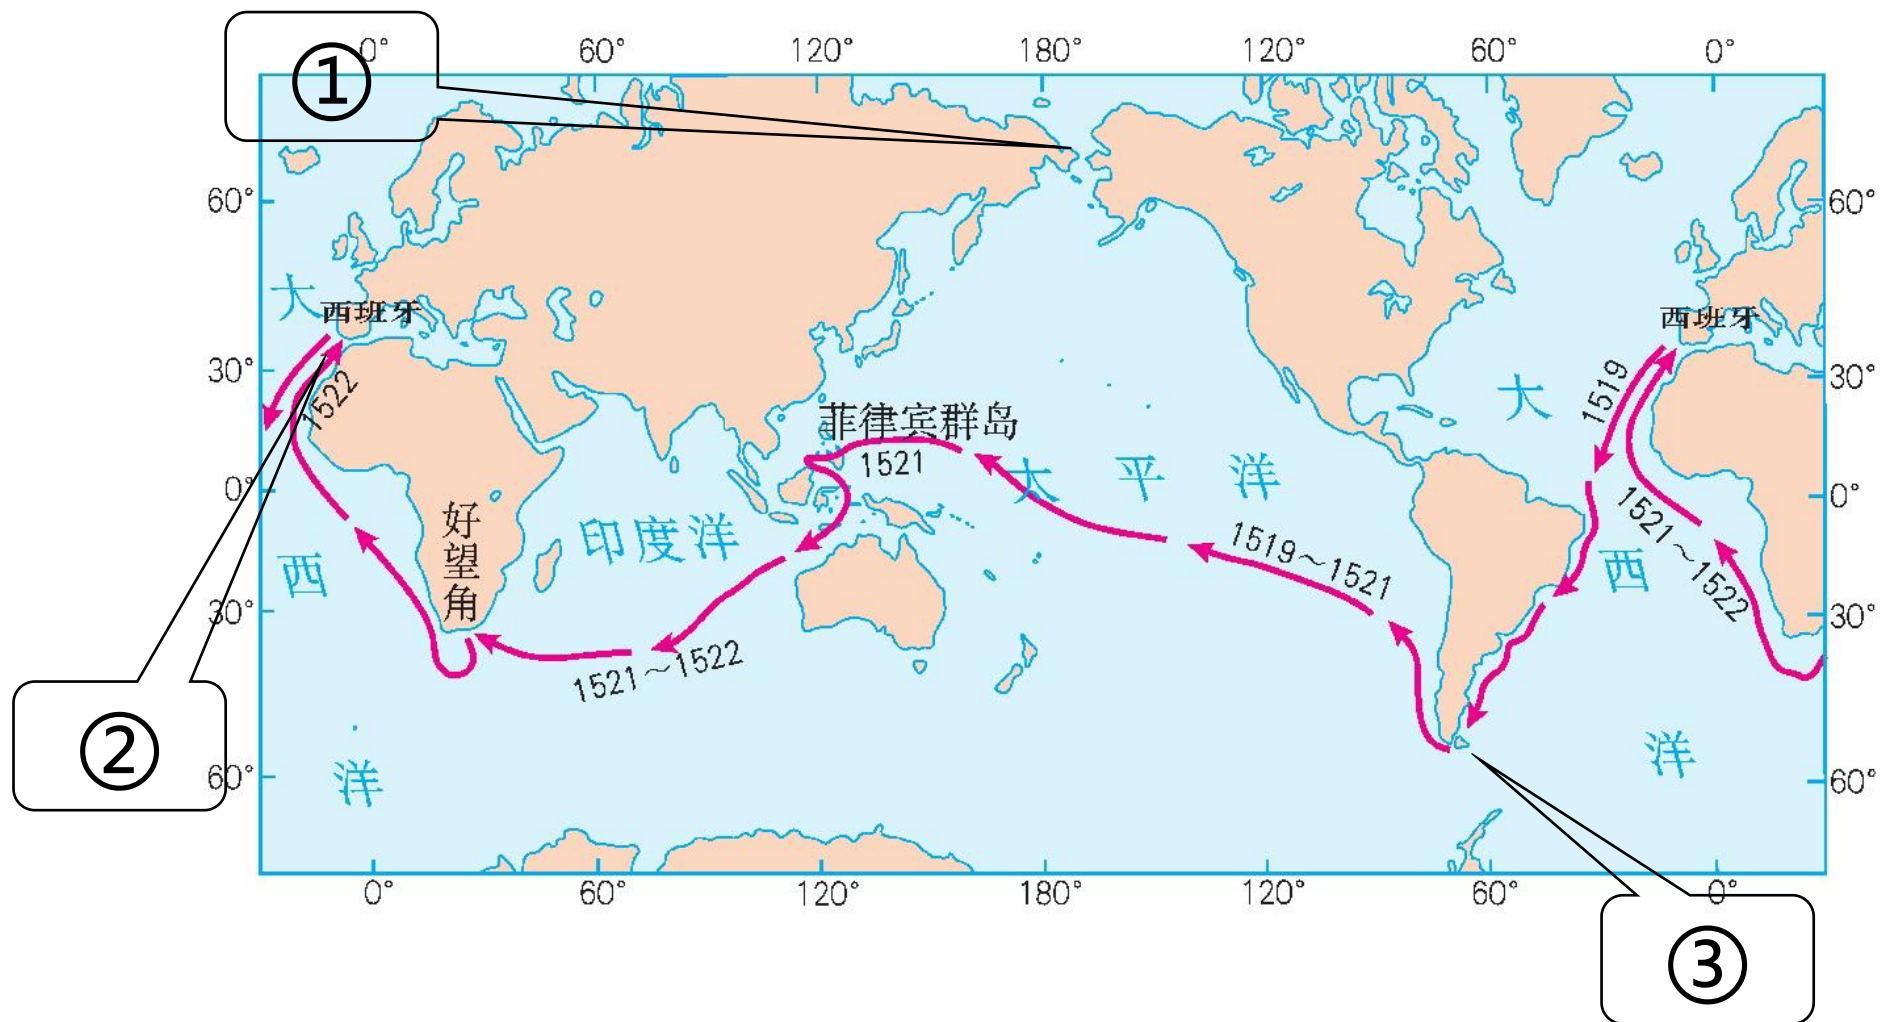 ①
0° 60° 120° 180° 120° 60° 0°
60° 60°
大 西班牙 西班牙
30° 1522 1519 大 30°
菲律宾群岛
1521
太平洋
0° 0°
好望角
印度洋
1519～1521
1521～1522
西 西
30° 30°
1521～1522
②
60° 洋 洋 60°
0° 60° 120° 180° 120° 60° 0°
③